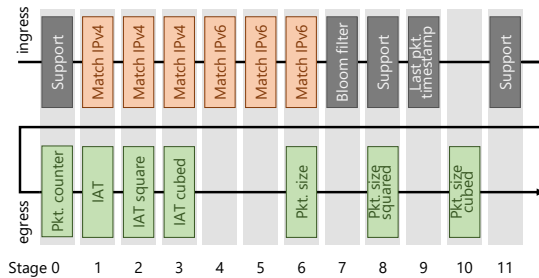 ingress
Support
Match IPv4
Match IPv4
Match IPv4
Match IPv6
Match IPv6
Match IPv6
Bloom filter
Support
Last pkt.
timestamp
Support
egress
Pkt. counter
IAT
IAT square
IAT cubed
Pkt. size
Pkt. size
squared
Pkt. size
cubed
Stage 0 1 2 3 4 5 6 7 8 9 10 11